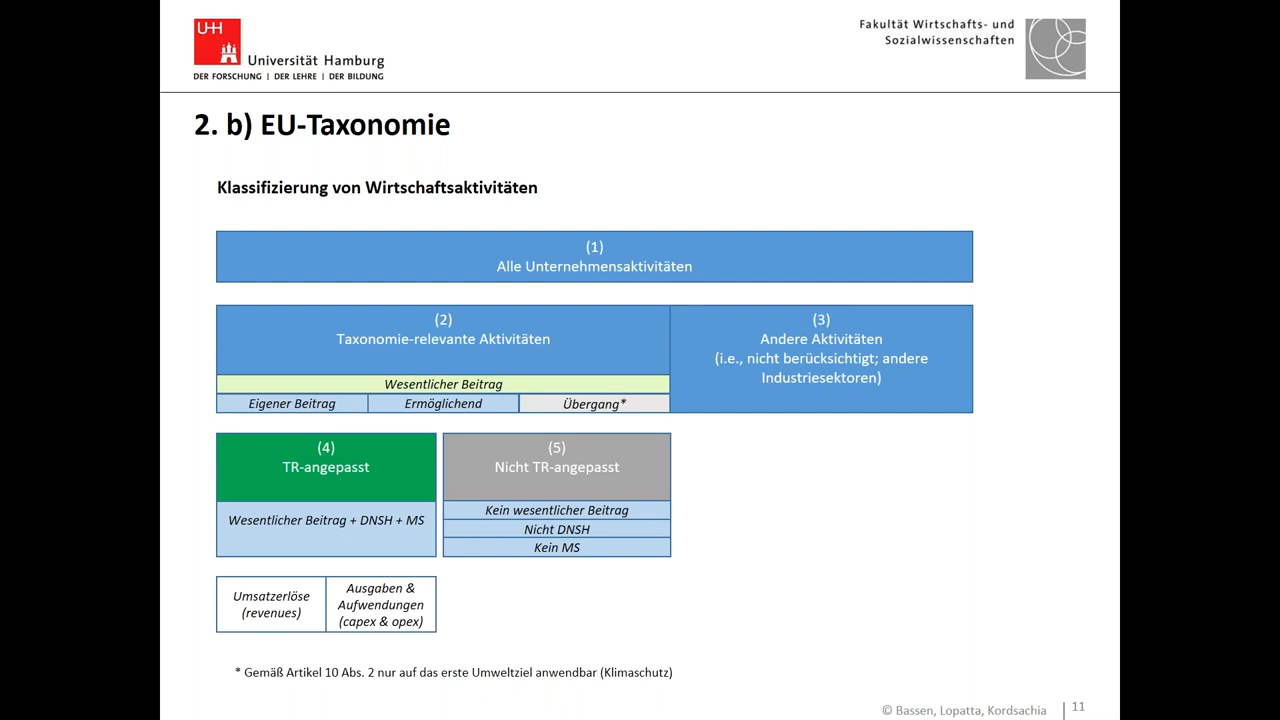 UHH
Universität Hamburg
DER FORSCHUNG | DER LEHRE | DER BILDUNG
Fakultät Wirtschafts- und
Sozialwissenschaften
2. b) EU-Taxonomie
Klassifizierung von Wirtschaftsaktivitäten
(1)
Alle Unternehmensaktivitäten
(2)
Taxonomie-relevante Aktivitäten
Wesentlicher Beitrag
Eigener Beitrag
Ermöglichend
Übergang*
(3)
Andere Aktivitäten
(i.e., nicht berücksichtigt; andere
Industriesektoren)
(4)
TR-angepasst
Wesentlicher Beitrag + DNSH + MS
(5)
Nicht TR-angepasst
Kein wesentlicher Beitrag
Nicht DNSH
Kein MS
Umsatzerlöse
(revenues)
Ausgaben &
Aufwendungen
(capex & opex)
* Gemäß Artikel 10 Abs. 2 nur auf das erste Umweltziel anwendbar (Klimaschutz)
© Bassen, Lopatta, Kordsachia
11